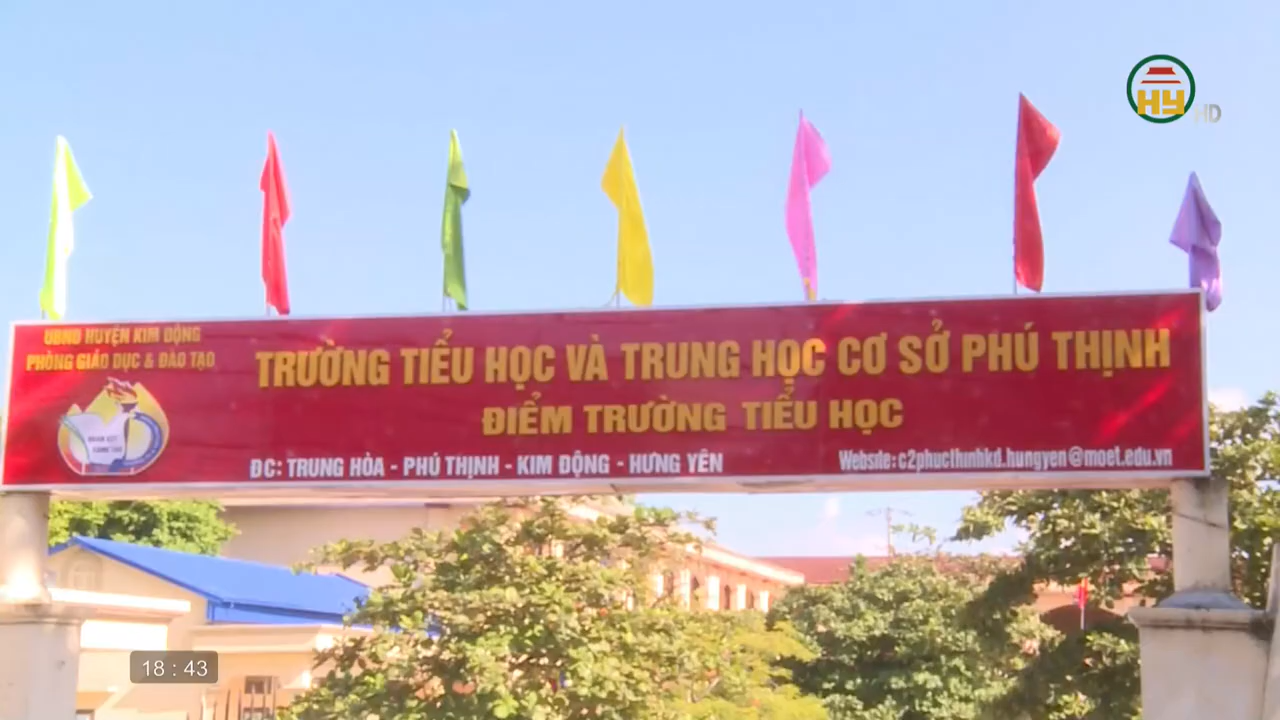 HY HD
UBND HUYỆN KIM ĐỘNG
PHÒNG GIÁO DỤC & ĐÀO TẠO
TRƯỜNG TIỂU HỌC VÀ TRUNG HỌC CƠ SỞ PHÚ THỊNH
ĐIỂM TRƯỜNG TIỂU HỌC
ĐC: TRUNG HÒA - PHÚ THỊNH - KIM ĐỘNG - HƯNG YÊN
Website: c2phucthinhkd.hungyen@moet.edu.vn
18 : 43